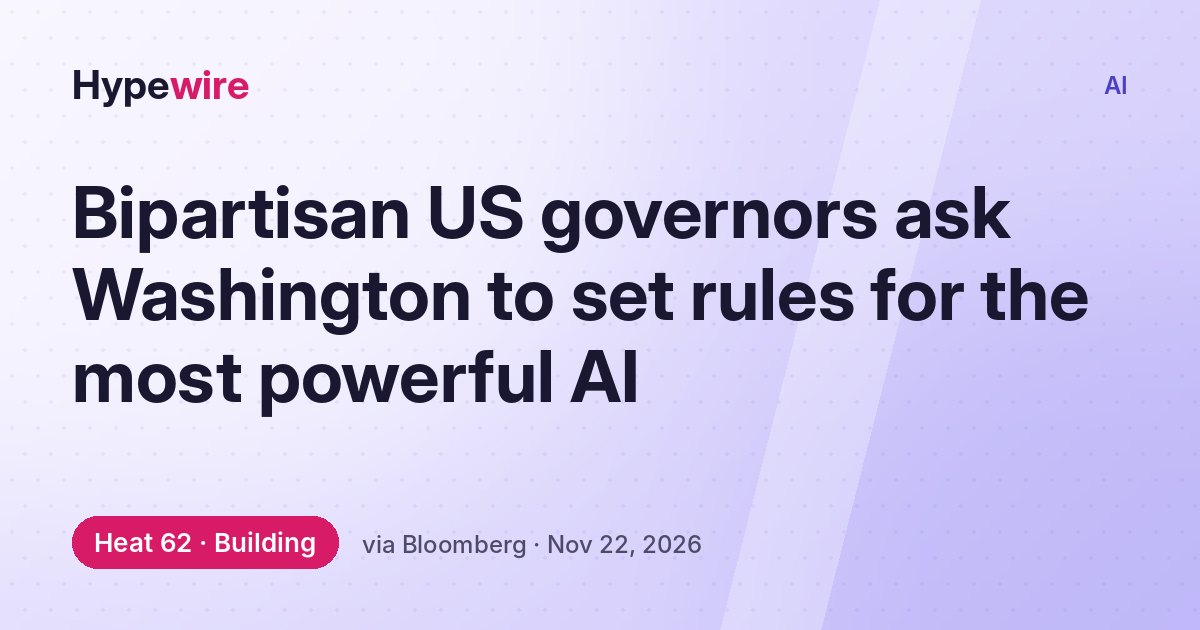 Hypewire
AI
Bipartisan US governors ask
Washington to set rules for the
most powerful AI
Heat 62 · Building
via Bloomberg · Nov 22, 2026